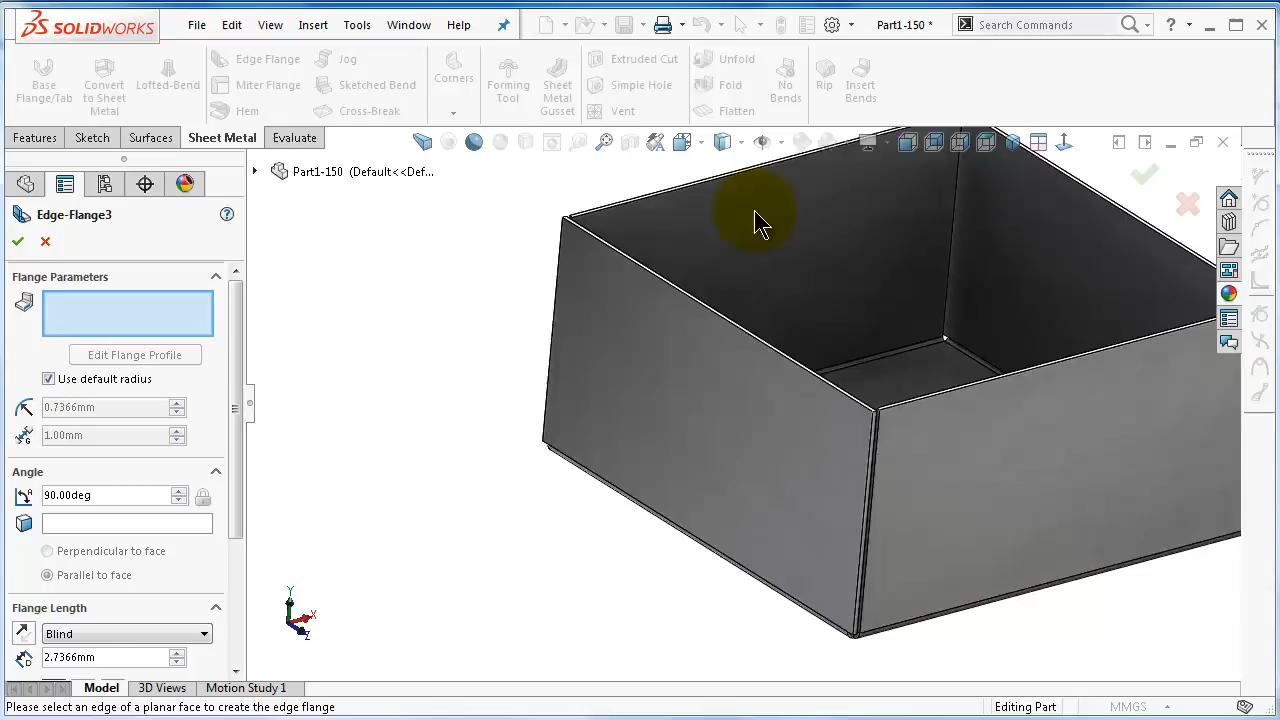 SOLIDWORKS
File Edit View Insert Tools Window Help
Part1-150 *
Search Commands
?
Base Flange/Tab
Convert to Sheet Metal
Lofted-Bend
Edge Flange
Miter Flange
Hem
Jog
Sketched Bend
Cross-Break
Corners
Forming Tool
Sheet Metal Gusset
Extruded Cut
Simple Hole
Vent
Unfold
Fold
Flatten
No Bends
Rip
Insert Bends
Features Sketch Surfaces Sheet Metal Evaluate
Part1-150 (Default<<Def...
Edge-Flange3
?
Flange Parameters
Edit Flange Profile
Use default radius
0.7366mm
1.00mm
Angle
90.00deg
Perpendicular to face
Parallel to face
Flange Length
Blind
2.7366mm
Y
X
Z
Model 3D Views Motion Study 1
Please select an edge of a planar face to create the edge flange
Editing Part
MMGS